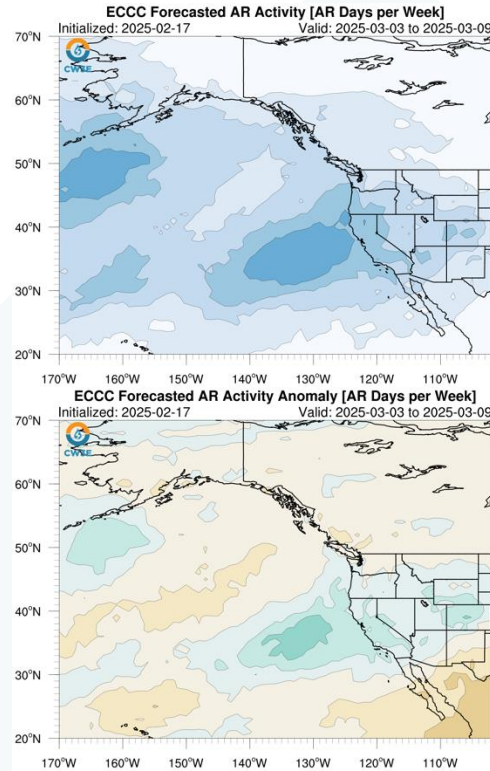 ECCC Forecasted AR Activity [AR Days per Week]
Initialized: 2025-02-17 Valid: 2025-03-03 to 2025-03-09
CW3E
70°N
60°N
50°N
40°N
30°N
20°N
170°W 160°W 150°W 140°W 130°W 120°W 110°W
ECCC Forecasted AR Activity Anomaly [AR Days per Week]
Initialized: 2025-02-17 Valid: 2025-03-03 to 2025-03-09
CW3E
70°N
60°N
50°N
40°N
30°N
20°N
170°W 160°W 150°W 140°W 130°W 120°W 110°W